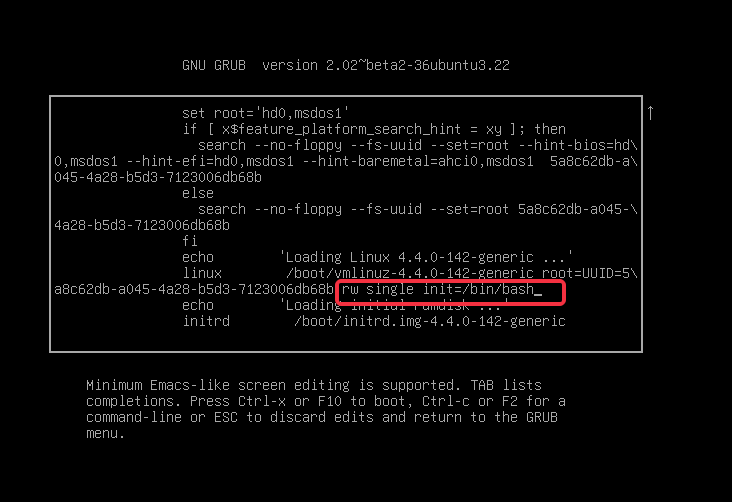 GNU GRUB  version 2.02~beta2-36ubuntu3.22
set root='hd0,msdos1'
if [ x$feature_platform_search_hint = xy ]; then
search --no-floppy --fs-uuid --set=root --hint-bios=hd\
0,msdos1 --hint-efi=hd0,msdos1 --hint-baremetal=ahci0,msdos1  5a8c62db-a\
045-4a28-b5d3-7123006db68b
else
search --no-floppy --fs-uuid --set=root 5a8c62db-a045-\
4a28-b5d3-7123006db68b
fi
echo        'Loading Linux 4.4.0-142-generic ...'
linux        /boot/vmlinuz-4.4.0-142-generic root=UUID=5\
a8c62db-a045-4a28-b5d3-7123006db68b rw single init=/bin/bash_
echo        'Loading initial ramdisk ...'
initrd        /boot/initrd.img-4.4.0-142-generic
Minimum Emacs-like screen editing is supported. TAB lists
completions. Press Ctrl-x or F10 to boot, Ctrl-c or F2 for a
command-line or ESC to discard edits and return to the GRUB
menu.